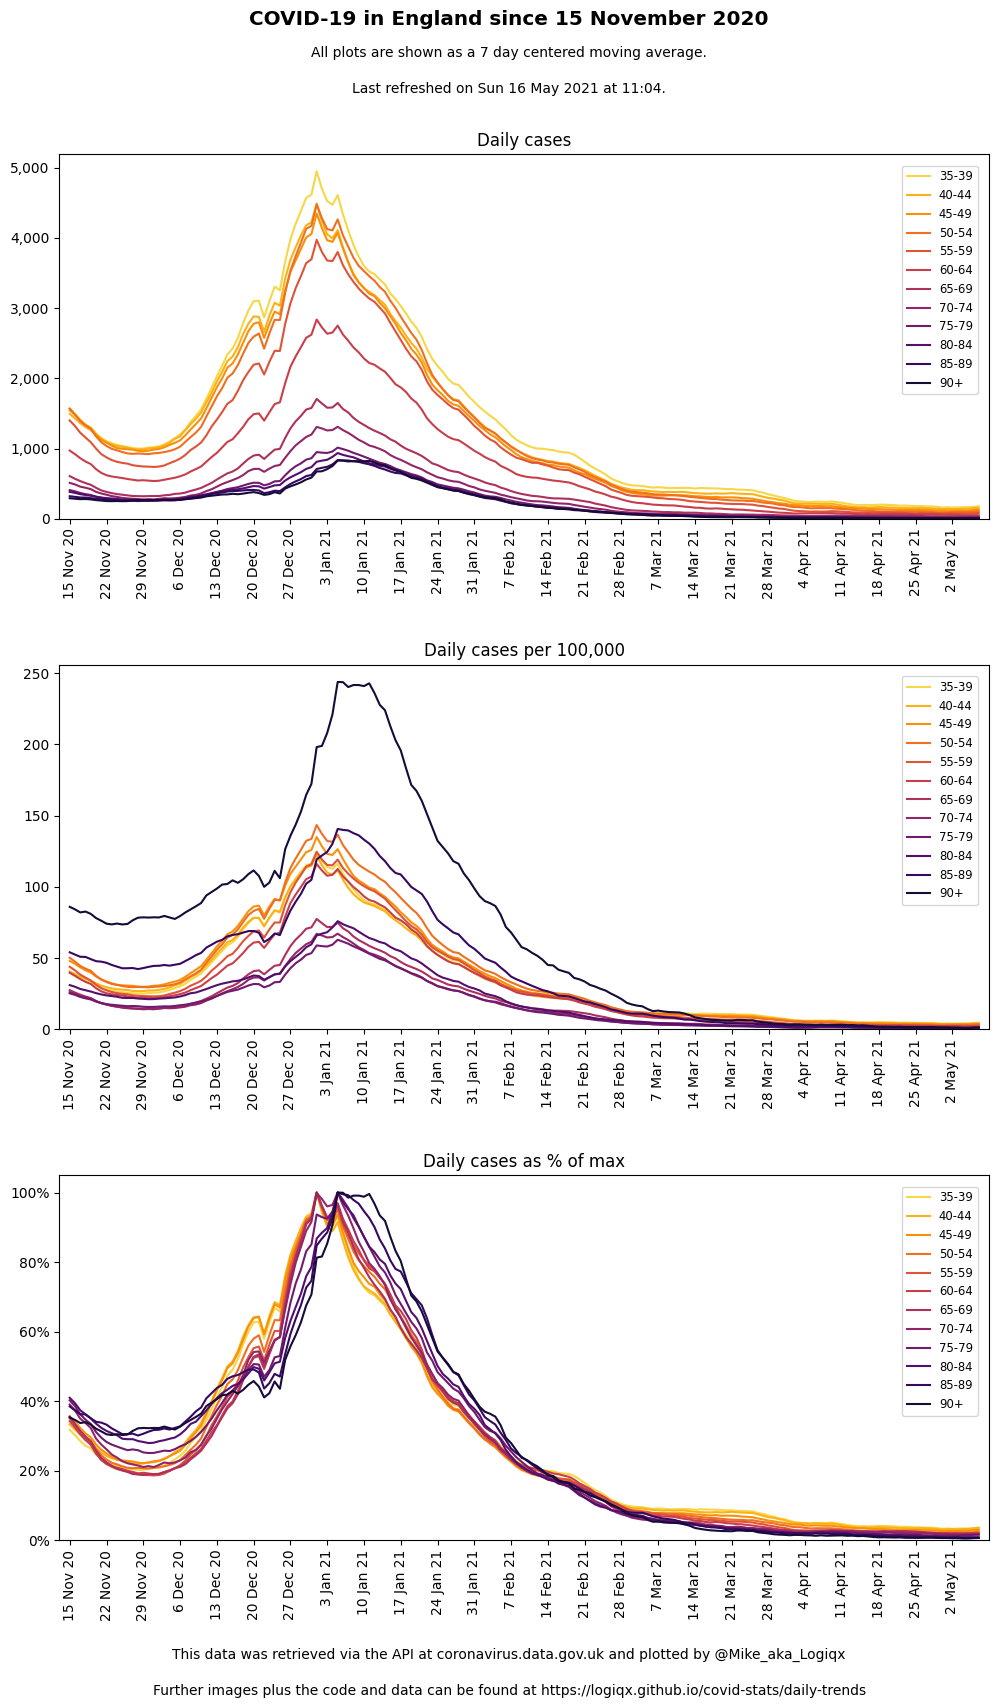 COVID-19 in England since 15 November 2020
All plots are shown as a 7 day centered moving average.
Last refreshed on Sun 16 May 2021 at 11:04.
Daily cases
5,000
4,000
3,000
2,000
1,000
0
35-39
40-44
45-49
50-54
55-59
60-64
65-69
70-74
75-79
80-84
85-89
90+
15 Nov 20
22 Nov 20
29 Nov 20
6 Dec 20
13 Dec 20
20 Dec 20
27 Dec 20
3 Jan 21
10 Jan 21
17 Jan 21
24 Jan 21
31 Jan 21
7 Feb 21
14 Feb 21
21 Feb 21
28 Feb 21
7 Mar 21
14 Mar 21
21 Mar 21
28 Mar 21
4 Apr 21
11 Apr 21
18 Apr 21
25 Apr 21
2 May 21
Daily cases per 100,000
250
200
150
100
50
0
35-39
40-44
45-49
50-54
55-59
60-64
65-69
70-74
75-79
80-84
85-89
90+
15 Nov 20
22 Nov 20
29 Nov 20
6 Dec 20
13 Dec 20
20 Dec 20
27 Dec 20
3 Jan 21
10 Jan 21
17 Jan 21
24 Jan 21
31 Jan 21
7 Feb 21
14 Feb 21
21 Feb 21
28 Feb 21
7 Mar 21
14 Mar 21
21 Mar 21
28 Mar 21
4 Apr 21
11 Apr 21
18 Apr 21
25 Apr 21
2 May 21
Daily cases as % of max
100%
80%
60%
40%
20%
0%
35-39
40-44
45-49
50-54
55-59
60-64
65-69
70-74
75-79
80-84
85-89
90+
15 Nov 20
22 Nov 20
29 Nov 20
6 Dec 20
13 Dec 20
20 Dec 20
27 Dec 20
3 Jan 21
10 Jan 21
17 Jan 21
24 Jan 21
31 Jan 21
7 Feb 21
14 Feb 21
21 Feb 21
28 Feb 21
7 Mar 21
14 Mar 21
21 Mar 21
28 Mar 21
4 Apr 21
11 Apr 21
18 Apr 21
25 Apr 21
2 May 21
This data was retrieved via the API at coronavirus.data.gov.uk and plotted by @Mike_aka_Logiqx
Further images plus the code and data can be found at https://logiqx.github.io/covid-stats/daily-trends